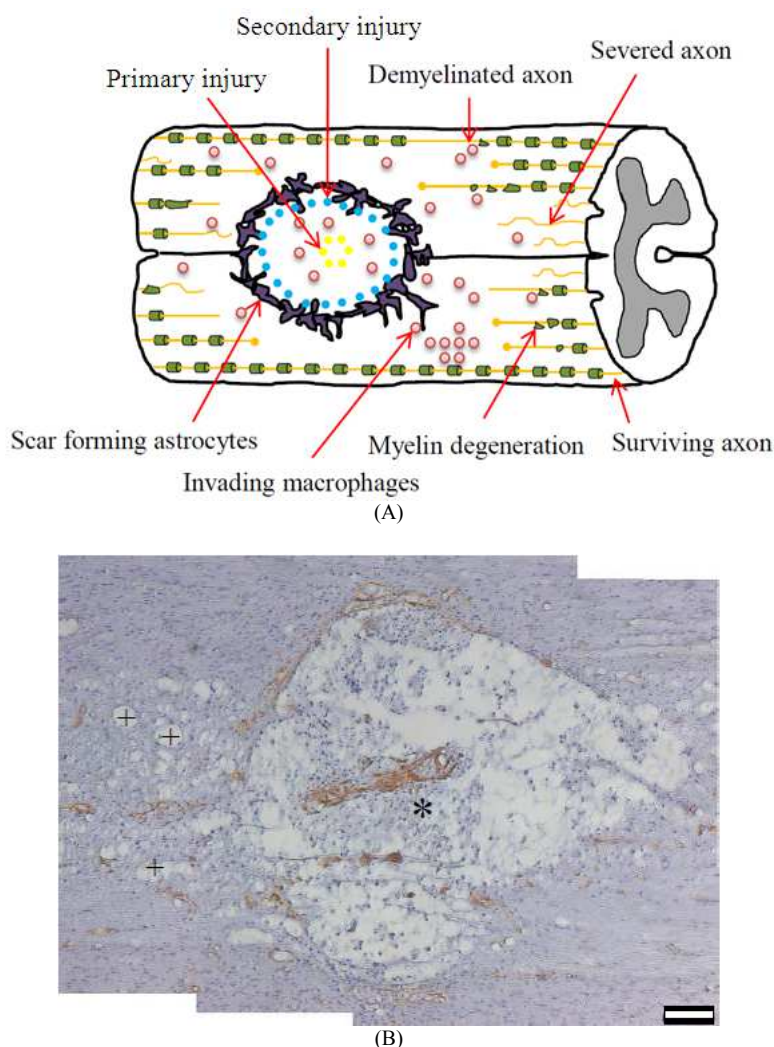 Secondary injury
Severed axon
Primary injury
Demyelinated axon
Scar forming astrocytes
Myelin degeneration
Surviving axon
Invading macrophages
(A)
+
+
*
+
(B)